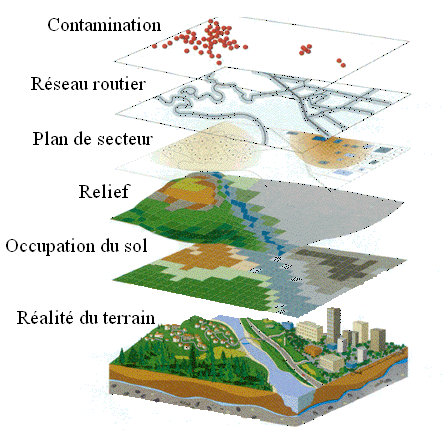 Contamination
Réseau routier
Plan de secteur
Relief
Occupation du sol
Réalité du terrain